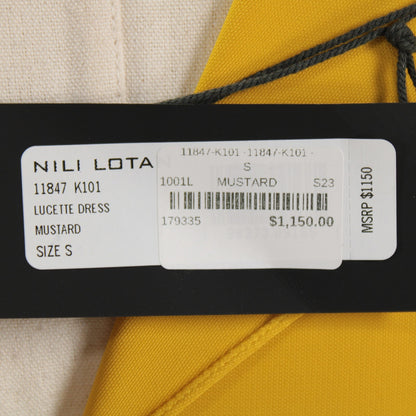 NILI LOTA
11847 K101
LUCETTE DRESS
MUSTARD
SIZE S
11847-K101 -11847-K101 -
S
1001L MUSTARD S23
179335 $1,150.00
MSRP $1150